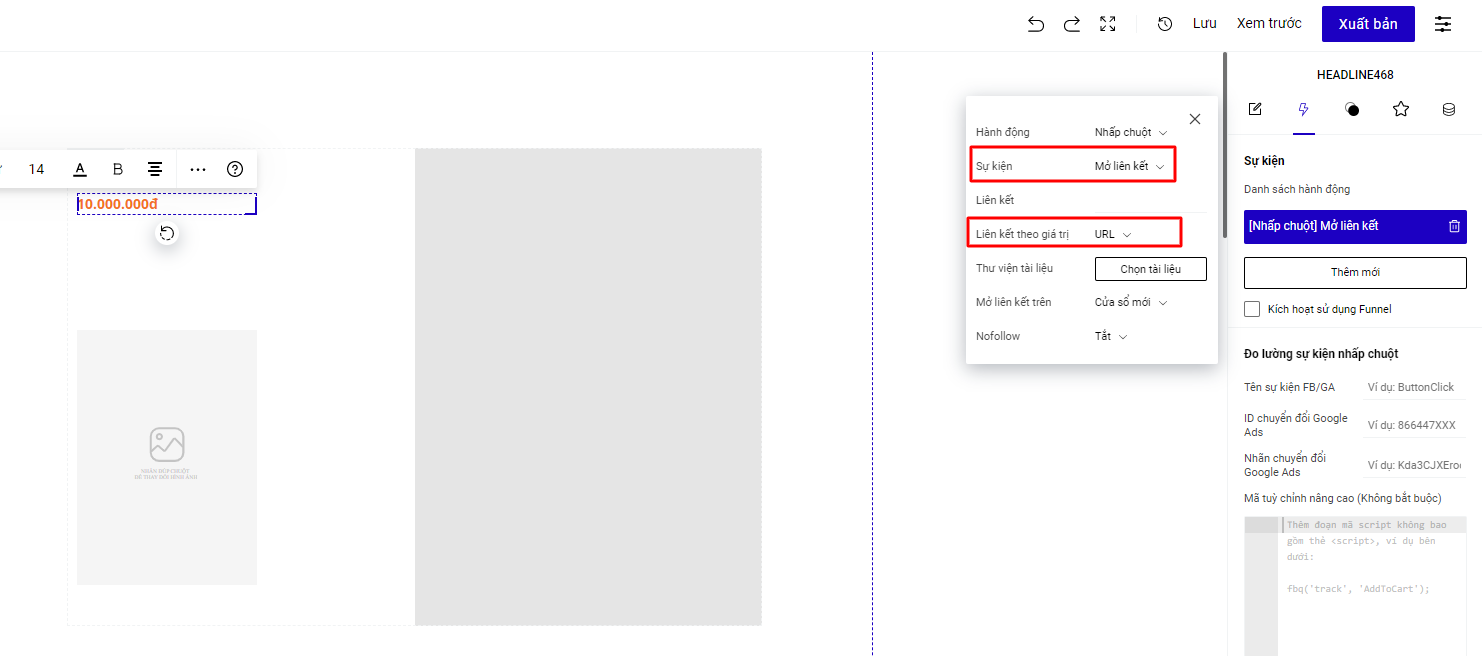 Lưu
Xem trước
Xuất bản
HEADLINE468
14
A
B
10.000.000đ
NHẤN ĐÚP CHUỘT
ĐỂ THAY ĐỔI HÌNH ẢNH
Hành động Nhấp chuột
Sự kiện Mở liên kết
Liên kết
Liên kết theo giá trị URL
Thư viện tài liệu Chọn tài liệu
Mở liên kết trên Cửa sổ mới
Nofollow Tắt
Sự kiện
Danh sách hành động
[Nhấp chuột] Mở liên kết
Thêm mới
Kích hoạt sử dụng Funnel
Đo lường sự kiện nhấp chuột
Tên sự kiện FB/GA Ví dụ: ButtonClick
ID chuyển đổi Google
Ads
Ví dụ: 866447XXX
Nhãn chuyển đổi
Google Ads
Ví dụ: Kda3CJXEro
Mã tuỳ chỉnh nâng cao (Không bắt buộc)
Thêm đoạn mã script không bao
gồm thẻ <script>, ví dụ bên
dưới:
fbq('track', 'AddToCart');